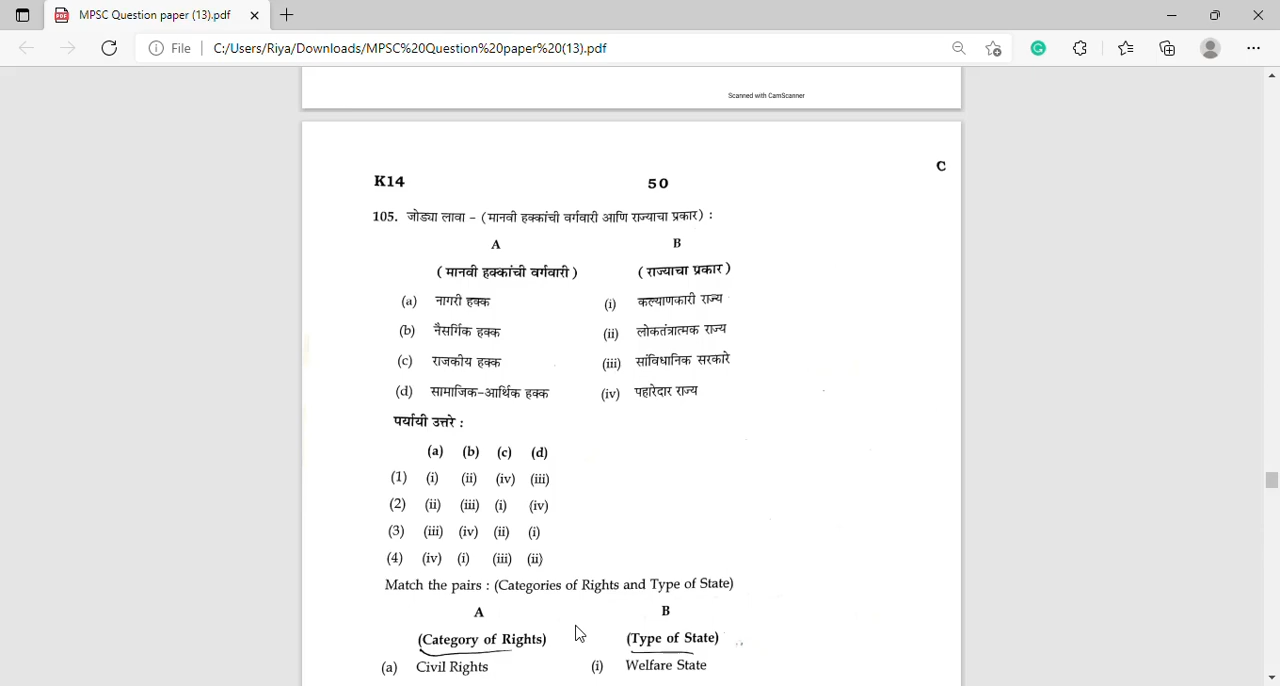 MPSC Question paper (13).pdf
File C:/Users/Riya/Downloads/MPSC%20Question%20paper%20(13).pdf
Scanned with CamScanner
C
K14 50
105. जोड्या लावा - (मानवी हक्कांची वर्गवारी आणि राज्याचा प्रकार) :
A B
(मानवी हक्कांची वर्गवारी) (राज्याचा प्रकार)
(a) नागरी हक्क (i) कल्याणकारी राज्य
(b) नैसर्गिक हक्क (ii) लोकतंत्रात्मक राज्य
(c) राजकीय हक्क (iii) सांविधानिक सरकारे
(d) सामाजिक-आर्थिक हक्क (iv) पहारेदार राज्य
पर्यायी उत्तरे :
(a) (b) (c) (d)
(1) (i) (ii) (iv) (iii)
(2) (ii) (iii) (i) (iv)
(3) (iii) (iv) (ii) (i)
(4) (iv) (i) (iii) (ii)
Match the pairs : (Categories of Rights and Type of State)
A B
(Category of Rights) (Type of State)
(a) Civil Rights (i) Welfare State